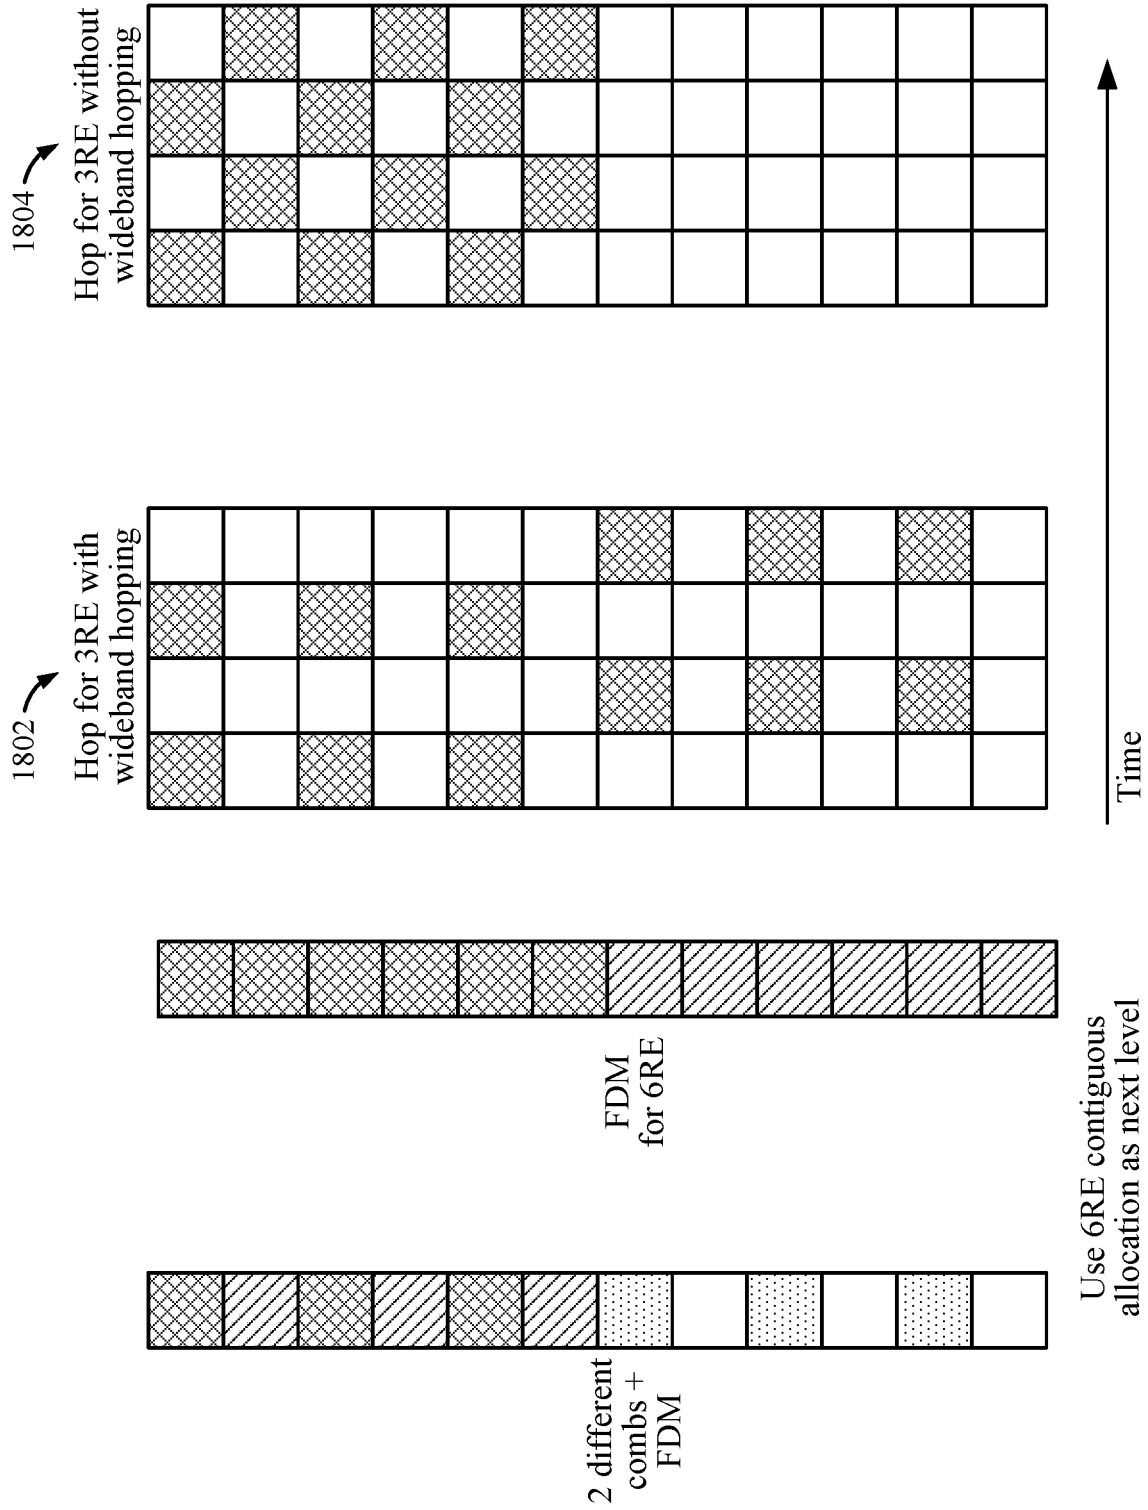 2 different
combs +
FDM
FDM
for 6RE
Use 6RE contiguous
allocation as next level
1802
Hop for 3RE with
wideband hopping
1804
Hop for 3RE without
wideband hopping
Time